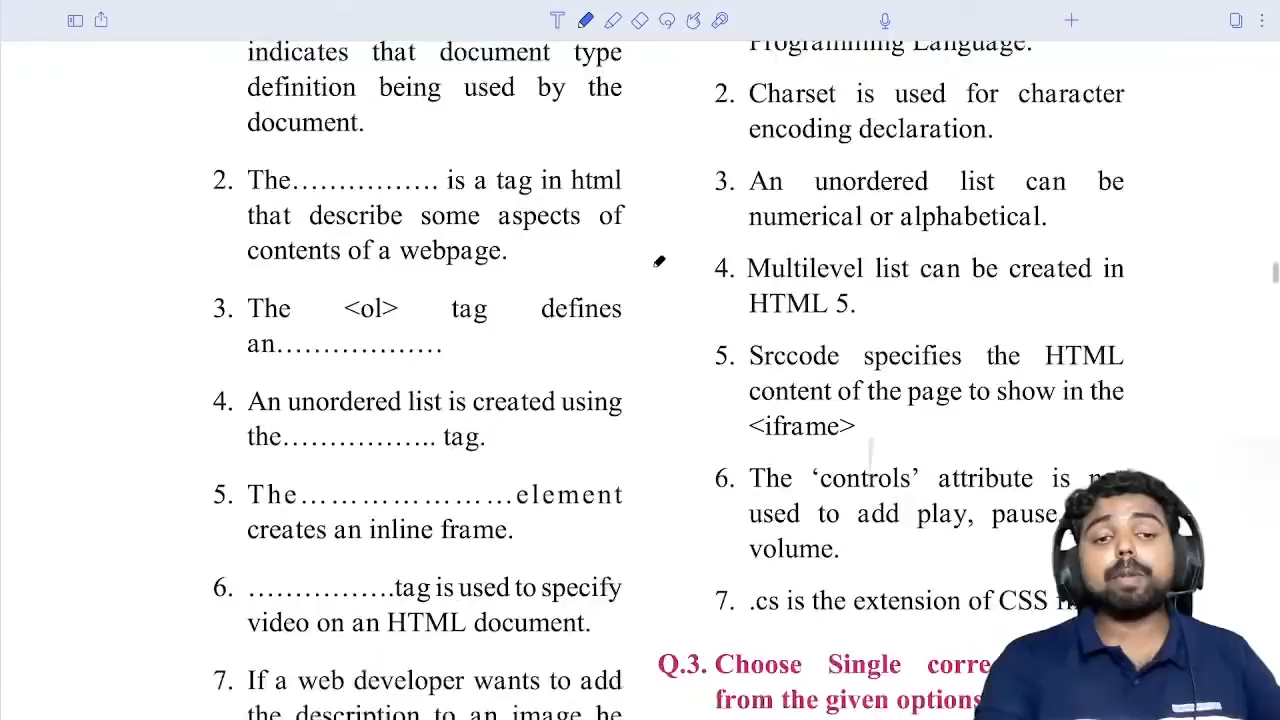 indicates that document type
definition being used by the
document.
2. The................ is a tag in html
that describe some aspects of
contents of a webpage.
3. The <ol> tag defines
an..................
4. An unordered list is created using
the................. tag.
5. The.....................element
creates an inline frame.
6. ................tag is used to specify
video on an HTML document.
7. If a web developer wants to add
the description to an image he
Programming Language.
2. Charset is used for character
encoding declaration.
3. An unordered list can be
numerical or alphabetical.
4. Multilevel list can be created in
HTML 5.
5. Srccode specifies the HTML
content of the page to show in the
<iframe>
6. The ‘controls’ attribute is
used to add play, pause,
volume.
7. .cs is the extension of CSS
Q.3. Choose Single
from the given options